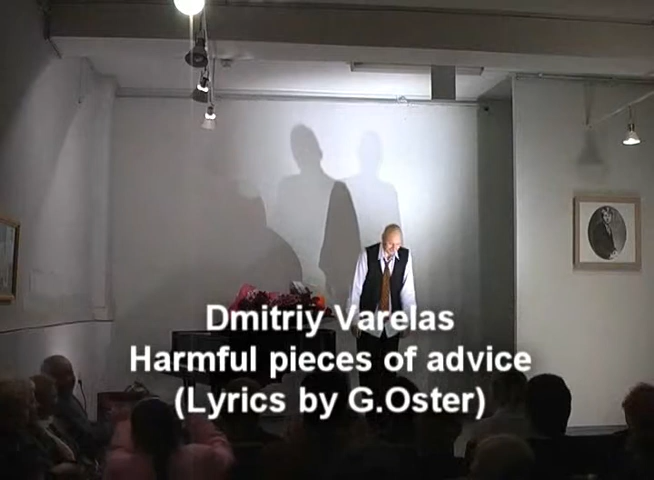 Dmitriy Varelas
Harmful pieces of advice
(Lyrics by G.Oster)